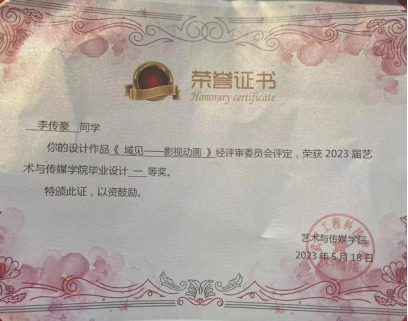 荣誉证书
Honorary certificate
李传豪 同学
你的设计作品《 域见——影视动画 》经评审委员会评定，荣获 2023 届艺
术与传媒学院毕业设计 一 等奖。
特颁此证，以资鼓励。
艺术与传媒学院
2023 年 5 月 18 日